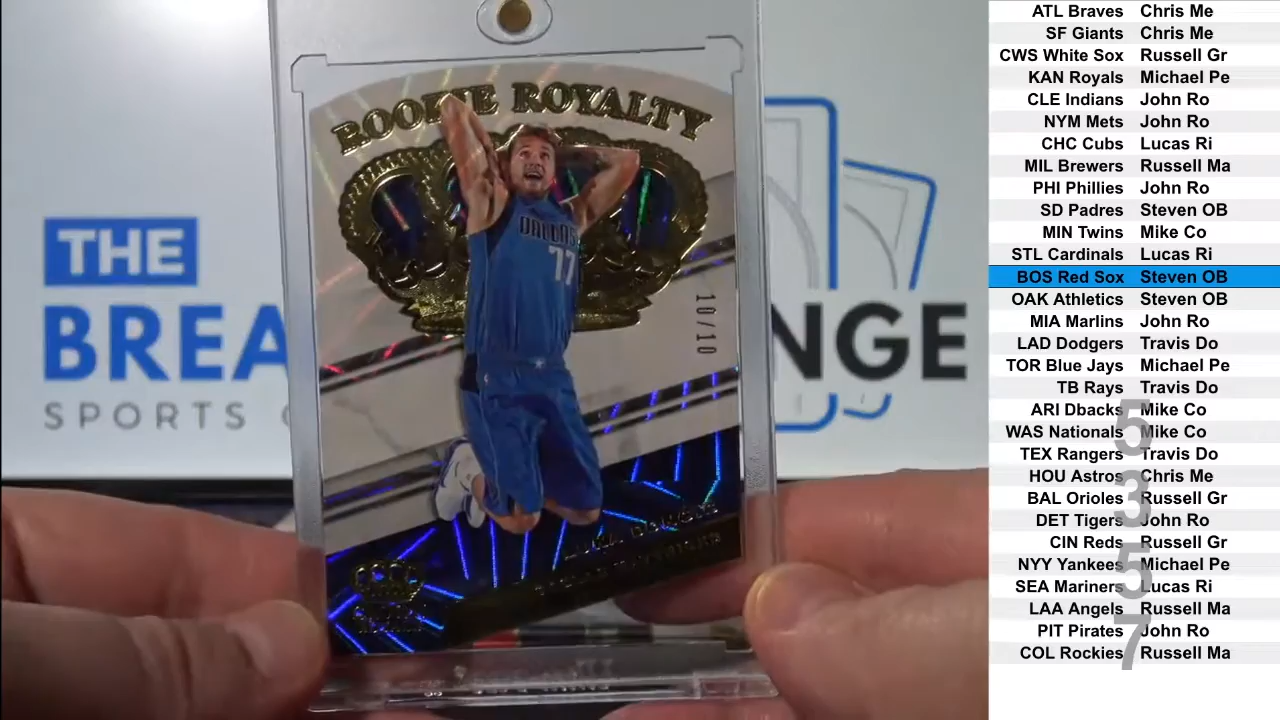 ROOKIE ROYALTY
DALLAS
77
10/10
THE
BREA NGE
SPORTS
ATL Braves Chris Me
SF Giants Chris Me
CWS White Sox Russell Gr
KAN Royals Michael Pe
CLE Indians John Ro
NYM Mets John Ro
CHC Cubs Lucas Ri
MIL Brewers Russell Ma
PHI Phillies John Ro
SD Padres Steven OB
MIN Twins Mike Co
STL Cardinals Lucas Ri
BOS Red Sox Steven OB
OAK Athletics Steven OB
MIA Marlins John Ro
LAD Dodgers Travis Do
TOR Blue Jays Michael Pe
TB Rays Travis Do
ARI Dbacks Mike Co
WAS Nationals Mike Co
TEX Rangers Travis Do
HOU Astros Chris Me
BAL Orioles Russell Gr
DET Tigers John Ro
CIN Reds Russell Gr
NYY Yankees Michael Pe
SEA Mariners Lucas Ri
LAA Angels Russell Ma
PIT Pirates John Ro
COL Rockies Russell Ma
5
3
5
7